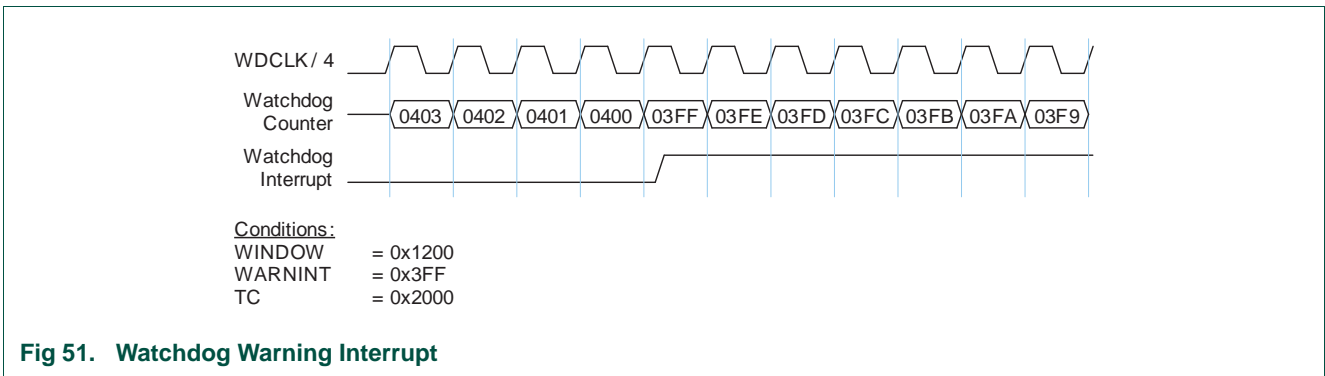 WDCLK / 4
Watchdog
Counter
0403 0402 0401 0400 03FF 03FE 03FD 03FC 03FB 03FA 03F9
Watchdog
Interrupt
Conditions:
WINDOW = 0x1200
WARNINT = 0x3FF
TC = 0x2000
Fig 51. Watchdog Warning Interrupt